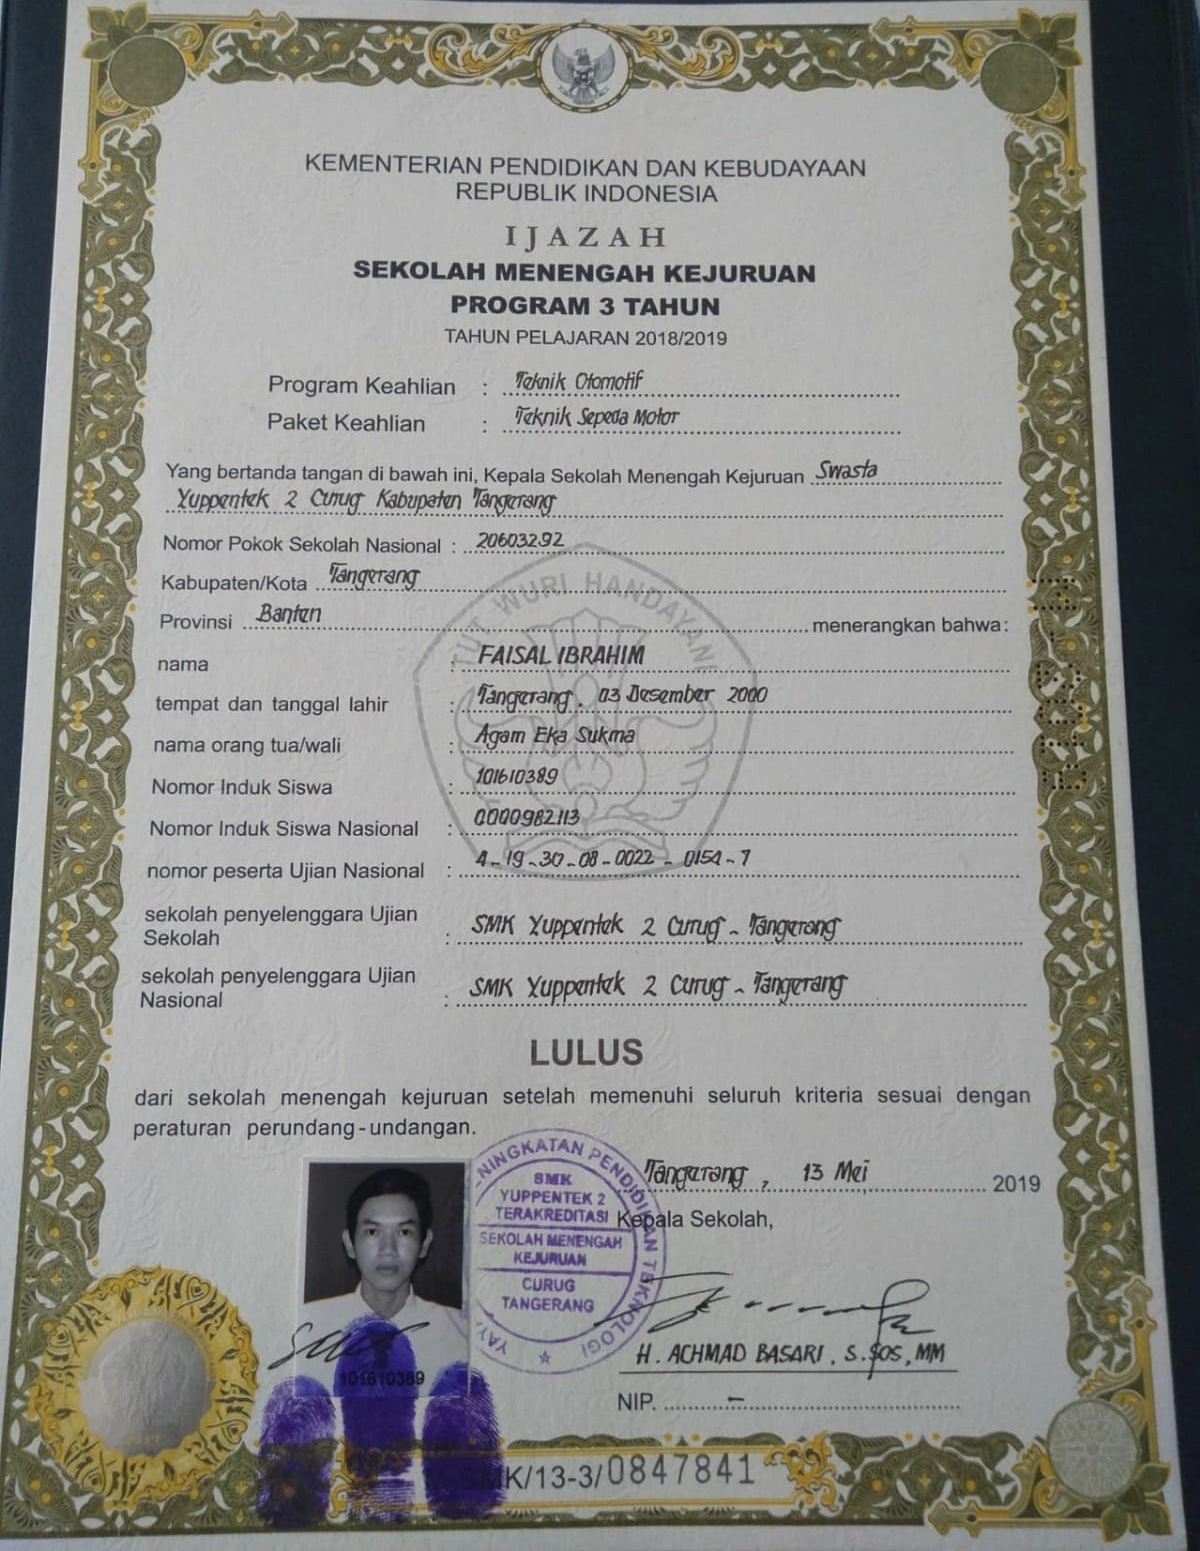 KEMENTERIAN PENDIDIKAN DAN KEBUDAYAAN
REPUBLIK INDONESIA
IJAZAH
SEKOLAH MENENGAH KEJURUAN
PROGRAM 3 TAHUN
TAHUN PELAJARAN 2018/2019
Program Keahlian : Teknik Otomotif
Paket Keahlian : Teknik Sepeda Motor
Yang bertanda tangan di bawah ini, Kepala Sekolah Menengah Kejuruan Swasta
Yuppentek 2 Curug Kabupaten Tangerang
Nomor Pokok Sekolah Nasional : 20603292
Kabupaten/Kota Tangerang
Provinsi Banten menerangkan bahwa:
TUT WURI HANDAYANI
nama : FAISAL IBRAHIM
tempat dan tanggal lahir : Tangerang, 03 Desember 2000
nama orang tua/wali : Agam Eka Sukma
Nomor Induk Siswa : 101610389
Nomor Induk Siswa Nasional : 0000982113
nomor peserta Ujian Nasional : 4-19-30-08-0022-0154-7
sekolah penyelenggara Ujian
Sekolah : SMK Yuppentek 2 Curug - Tangerang
sekolah penyelenggara Ujian
Nasional : SMK Yuppentek 2 Curug - Tangerang
LULUS
dari sekolah menengah kejuruan setelah memenuhi seluruh kriteria sesuai dengan
peraturan perundang-undangan.
Tangerang, 13 Mei 2019
Kepala Sekolah,
NINGKATAN PENDIDIKAN TEKNOLOGI
SMK
YUPPENTEK 2
TERAKREDITASI
SEKOLAH MENENGAH
KEJURUAN
CURUG
TANGERANG
H. ACHMAD BASARI, S.SOS, MM
NIP. -
101610389
K/13-3/0847841